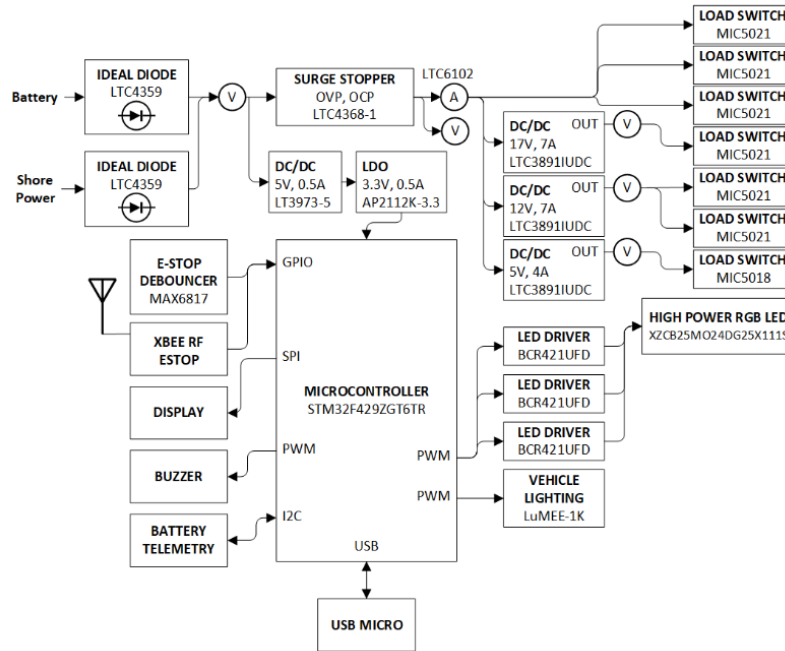 LOAD SWITCH
MIC5021
LOAD SWITCH
MIC5021
LOAD SWITCH
MIC5021
LOAD SWITCH
MIC5021
LOAD SWITCH
MIC5021
LOAD SWITCH
MIC5021
LOAD SWITCH
MIC5018
Battery
IDEAL DIODE
LTC4359
V
SURGE STOPPER
OVP, OCP
LTC4368-1
LTC6102
A
V
Shore
Power
IDEAL DIODE
LTC4359
DC/DC
5V, 0.5A
LT3973-5
LDO
3.3V, 0.5A
AP2112K-3.3
DC/DC OUT
17V, 7A
LTC3891IUDC
V
DC/DC OUT
12V, 7A
LTC3891IUDC
V
DC/DC OUT
5V, 4A
LTC3891IUDC
V
E-STOP
DEBOUNCER
MAX6817
XBEE RF
ESTOP
DISPLAY
BUZZER
BATTERY
TELEMETRY
GPIO
SPI
MICROCONTROLLER
STM32F429ZGT6TR
PWM
PWM
PWM
I2C
USB
USB MICRO
LED DRIVER
BCR421UFD
LED DRIVER
BCR421UFD
LED DRIVER
BCR421UFD
VEHICLE
LIGHTING
LuMEE-1K
HIGH POWER RGB LED
XZCB25MO24DG25X111S